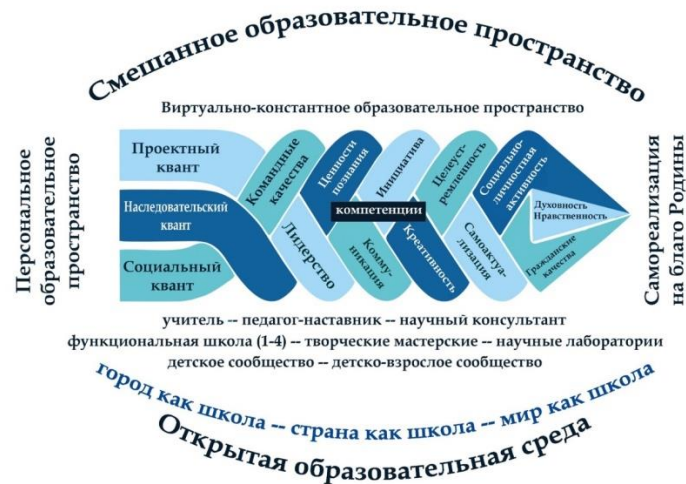 Смешанное образовательное пространство
Виртуально-константное образовательное пространство
Персональное
образовательное
пространство
Проектный
квант
Наследовательский
квант
Социальный
квант
Командные
качества
Лидерство
Ценности
познания
Комму-
никация
компетенции
Инициатива
Креативность
Целеуст-
ремленность
Самоактуа-
лизация
Социально-
личностная
активность
Духовность
Нравственность
Гражданские
качества
Самореализация
на благо Родины
учитель -- педагог-наставник -- научный консультант
функциональная школа (1-4) -- творческие мастерские -- научные лаборатории
детское сообщество -- детско-взрослое сообщество
город как школа -- страна как школа -- мир как школа
Открытая образовательная среда